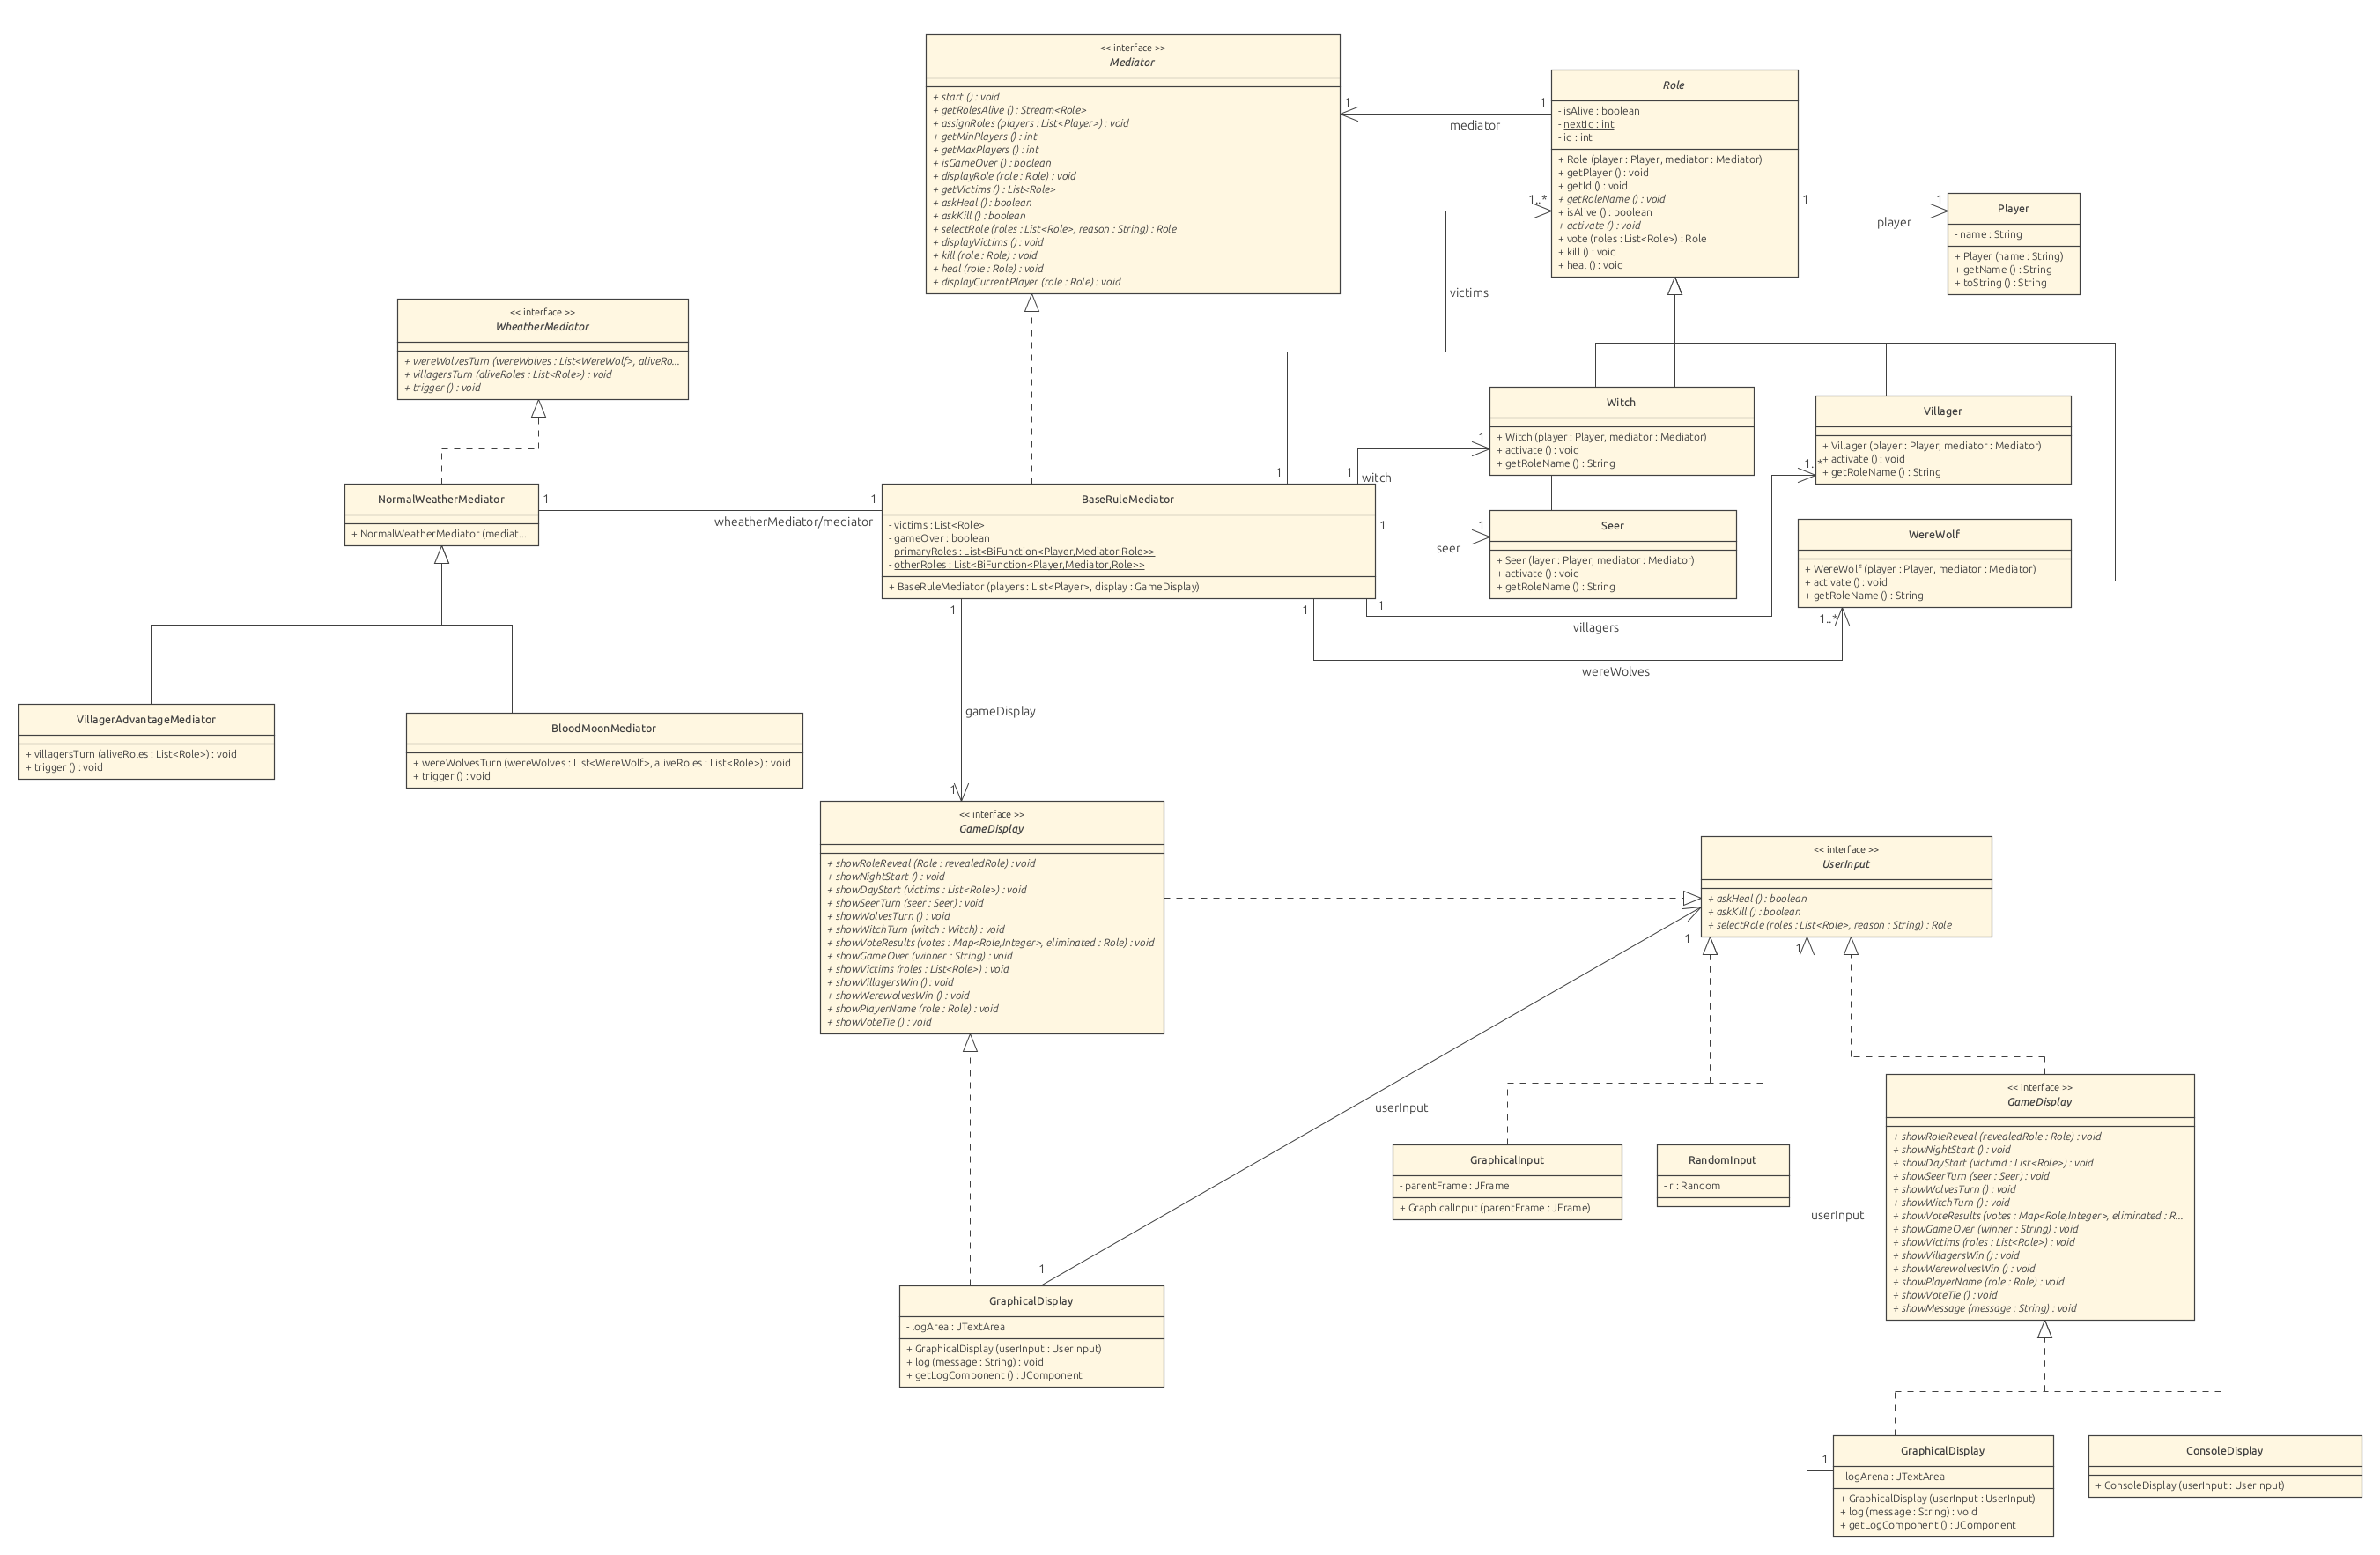 << interface >>
Mediator
+ start () : void
+ getRolesAlive () : Stream<Role>
+ assignRoles (players : List<Player>) : void
+ getMinPlayers () : int
+ getMaxPlayers () : int
+ isGameOver () : boolean
+ displayRole (role : Role) : void
+ getVictims () : List<Role>
+ askHeal () : boolean
+ askKill () : boolean
+ selectRole (roles : List<Role>, reason : String) : Role
+ displayVictims () : void
+ kill (role : Role) : void
+ heal (role : Role) : void
+ displayCurrentPlayer (role : Role) : void
1
1
mediator
Role
- isAlive : boolean
- nextId : int
- id : int
+ Role (player : Player, mediator : Mediator)
+ getPlayer () : void
+ getId () : void
+ getRoleName () : void
+ isAlive () : boolean
+ activate () : void
+ vote (roles : List<Role>) : Role
+ kill () : void
+ heal () : void
1..*
1
1
player
Player
- name : String
+ Player (name : String)
+ getName () : String
+ toString () : String
victims
<< interface >>
WheatherMediator
+ wereWolvesTurn (wereWolves : List<WereWolf>, aliveRo...
+ villagersTurn (aliveRoles : List<Role>) : void
+ trigger () : void
Witch
+ Witch (player : Player, mediator : Mediator)
+ activate () : void
+ getRoleName () : String
Villager
+ Villager (player : Player, mediator : Mediator)
+ activate () : void
+ getRoleName () : String
1..*
1
1
1
witch
NormalWeatherMediator
+ NormalWeatherMediator (mediat...
1
1
wheatherMediator/mediator
BaseRuleMediator
- victims : List<Role>
- gameOver : boolean
- primaryRoles : List<BiFunction<Player,Mediator,Role>>
- otherRoles : List<BiFunction<Player,Mediator,Role>>
+ BaseRuleMediator (players : List<Player>, display : GameDisplay)
1
1
seer
Seer
+ Seer (layer : Player, mediator : Mediator)
+ activate () : void
+ getRoleName () : String
WereWolf
+ WereWolf (player : Player, mediator : Mediator)
+ activate () : void
+ getRoleName () : String
1
1
1
1..*
villagers
wereWolves
VillagerAdvantageMediator
+ villagersTurn (aliveRoles : List<Role>) : void
+ trigger () : void
BloodMoonMediator
+ wereWolvesTurn (wereWolves : List<WereWolf>, aliveRoles : List<Role>) : void
+ trigger () : void
gameDisplay
1
<< interface >>
GameDisplay
+ showRoleReveal (Role : revealedRole) : void
+ showNightStart () : void
+ showDayStart (victims : List<Role>) : void
+ showSeerTurn (seer : Seer) : void
+ showWolvesTurn () : void
+ showWitchTurn (witch : Witch) : void
+ showVoteResults (votes : Map<Role,Integer>, eliminated : Role) : void
+ showGameOver (winner : String) : void
+ showVictims (roles : List<Role>) : void
+ showVillagersWin () : void
+ showWerewolvesWin () : void
+ showPlayerName (role : Role) : void
+ showVoteTie () : void
<< interface >>
UserInput
+ askHeal () : boolean
+ askKill () : boolean
+ selectRole (roles : List<Role>, reason : String) : Role
1
1
userInput
1
GraphicalInput
- parentFrame : JFrame
+ GraphicalInput (parentFrame : JFrame)
RandomInput
- r : Random
userInput
<< interface >>
GameDisplay
+ showRoleReveal (revealedRole : Role) : void
+ showNightStart () : void
+ showDayStart (victimd : List<Role>) : void
+ showSeerTurn (seer : Seer) : void
+ showWolvesTurn () : void
+ showWitchTurn () : void
+ showVoteResults (votes : Map<Role,Integer>, eliminated : R...
+ showGameOver (winner : String) : void
+ showVictims (roles : List<Role>) : void
+ showVillagersWin () : void
+ showWerewolvesWin () : void
+ showPlayerName (role : Role) : void
+ showVoteTie () : void
+ showMessage (message : String) : void
GraphicalDisplay
- logArea : JTextArea
+ GraphicalDisplay (userInput : UserInput)
+ log (message : String) : void
+ getLogComponent () : JComponent
1
GraphicalDisplay
- logArena : JTextArea
+ GraphicalDisplay (userInput : UserInput)
+ log (message : String) : void
+ getLogComponent () : JComponent
ConsoleDisplay
+ ConsoleDisplay (userInput : UserInput)